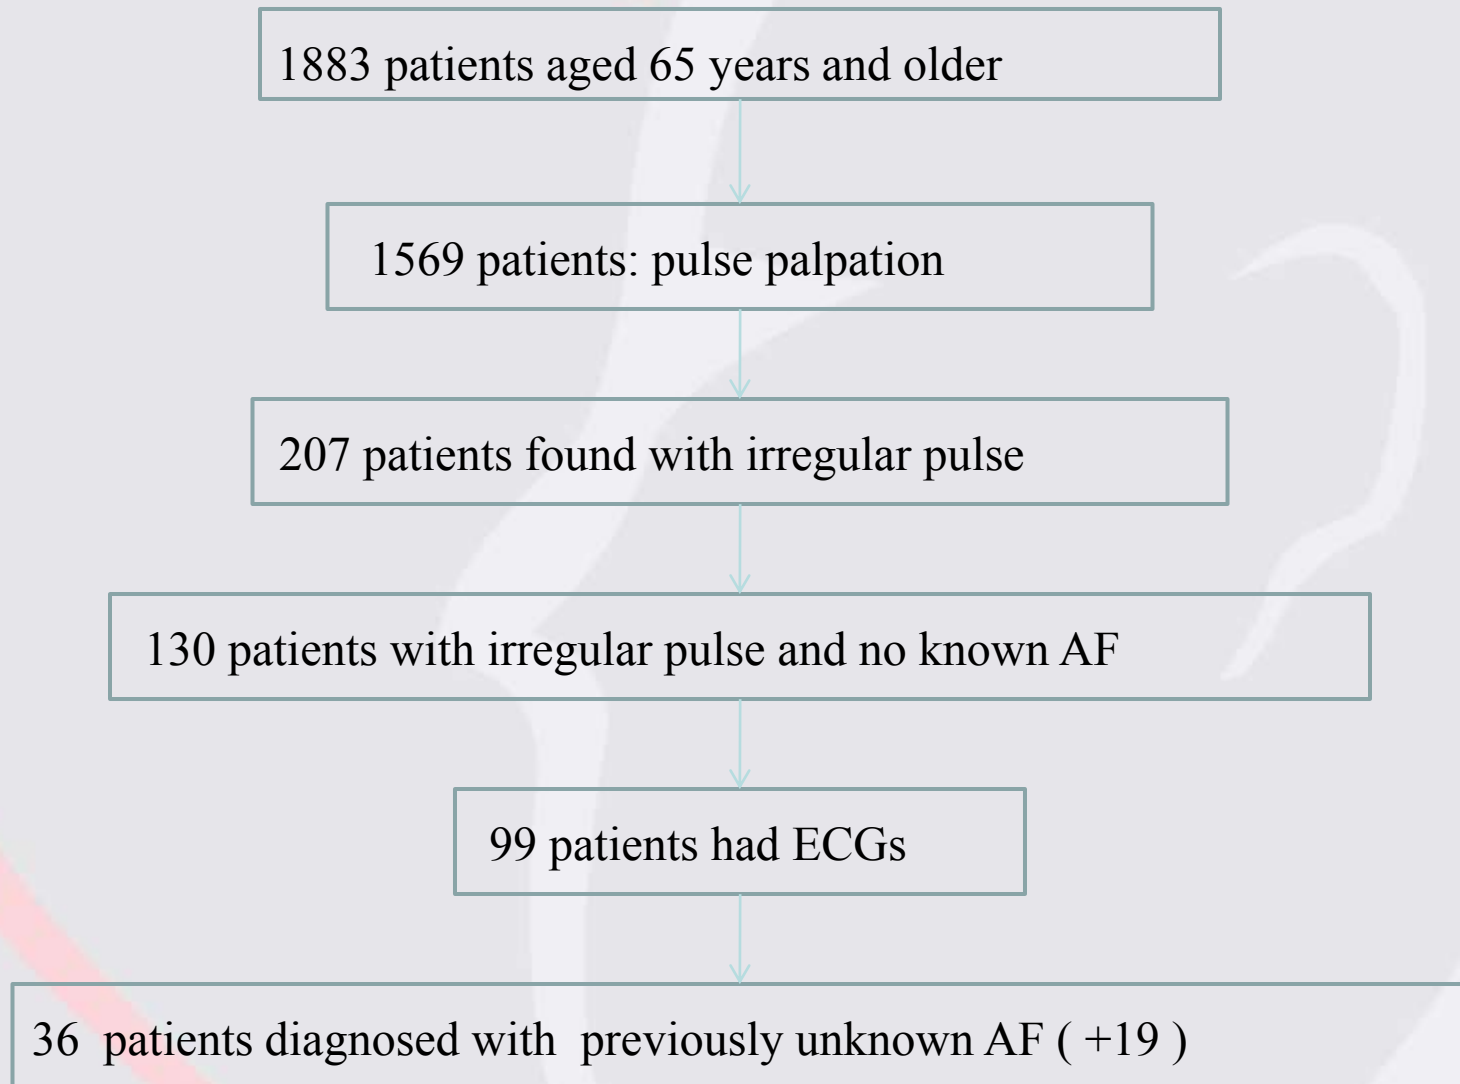 1883 patients aged 65 years and older
1569 patients: pulse palpation
207 patients found with irregular pulse
130 patients with irregular pulse and no known AF
99 patients had ECGs
36 patients diagnosed with previously unknown AF ( +19 )